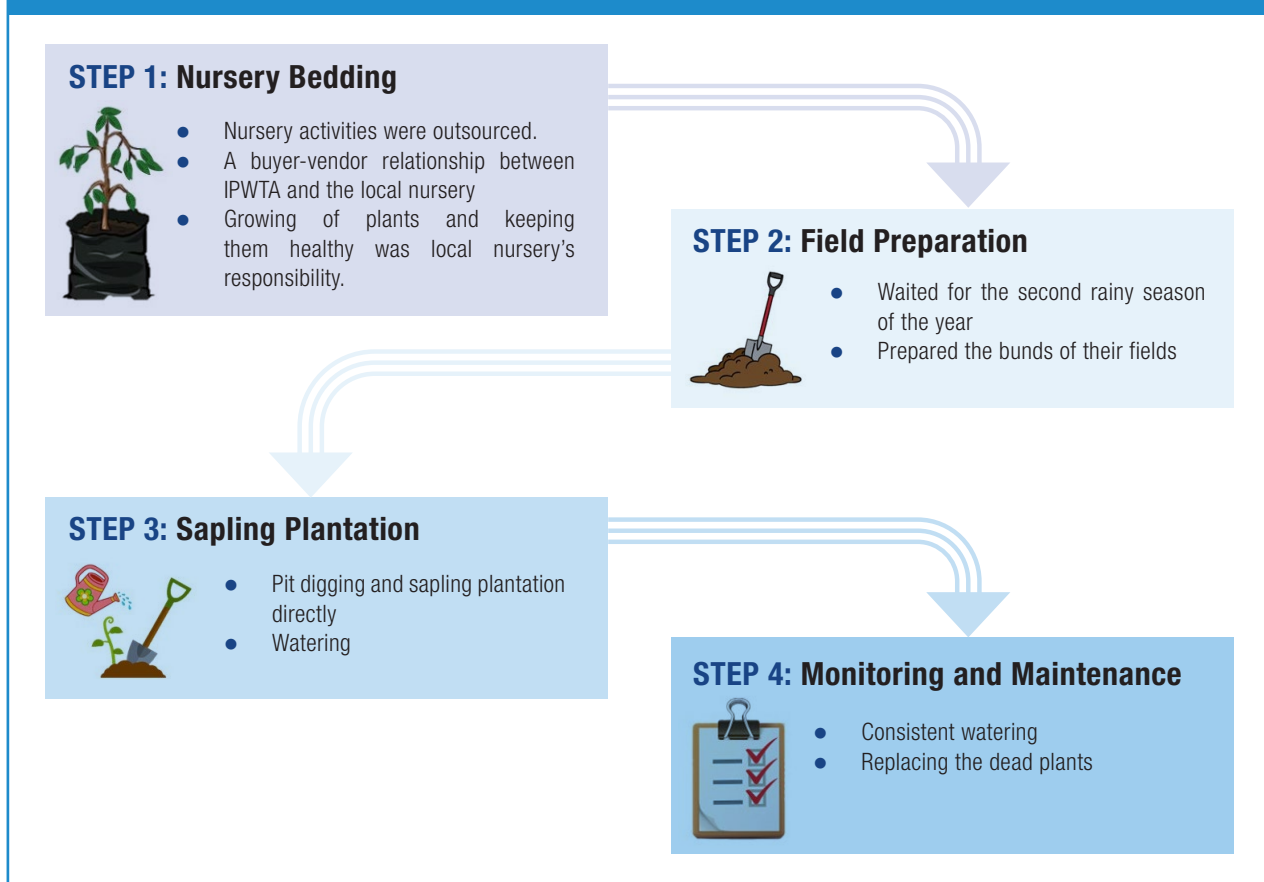 STEP 1: Nursery Bedding
● Nursery activities were outsourced.
● A buyer-vendor relationship between
IPWTA and the local nursery
● Growing of plants and keeping
them healthy was local nursery's
responsibility.
STEP 2: Field Preparation
● Waited for the second rainy season
of the year
● Prepared the bunds of their fields
STEP 3: Sapling Plantation
● Pit digging and sapling plantation
directly
● Watering
STEP 4: Monitoring and Maintenance
● Consistent watering
● Replacing the dead plants